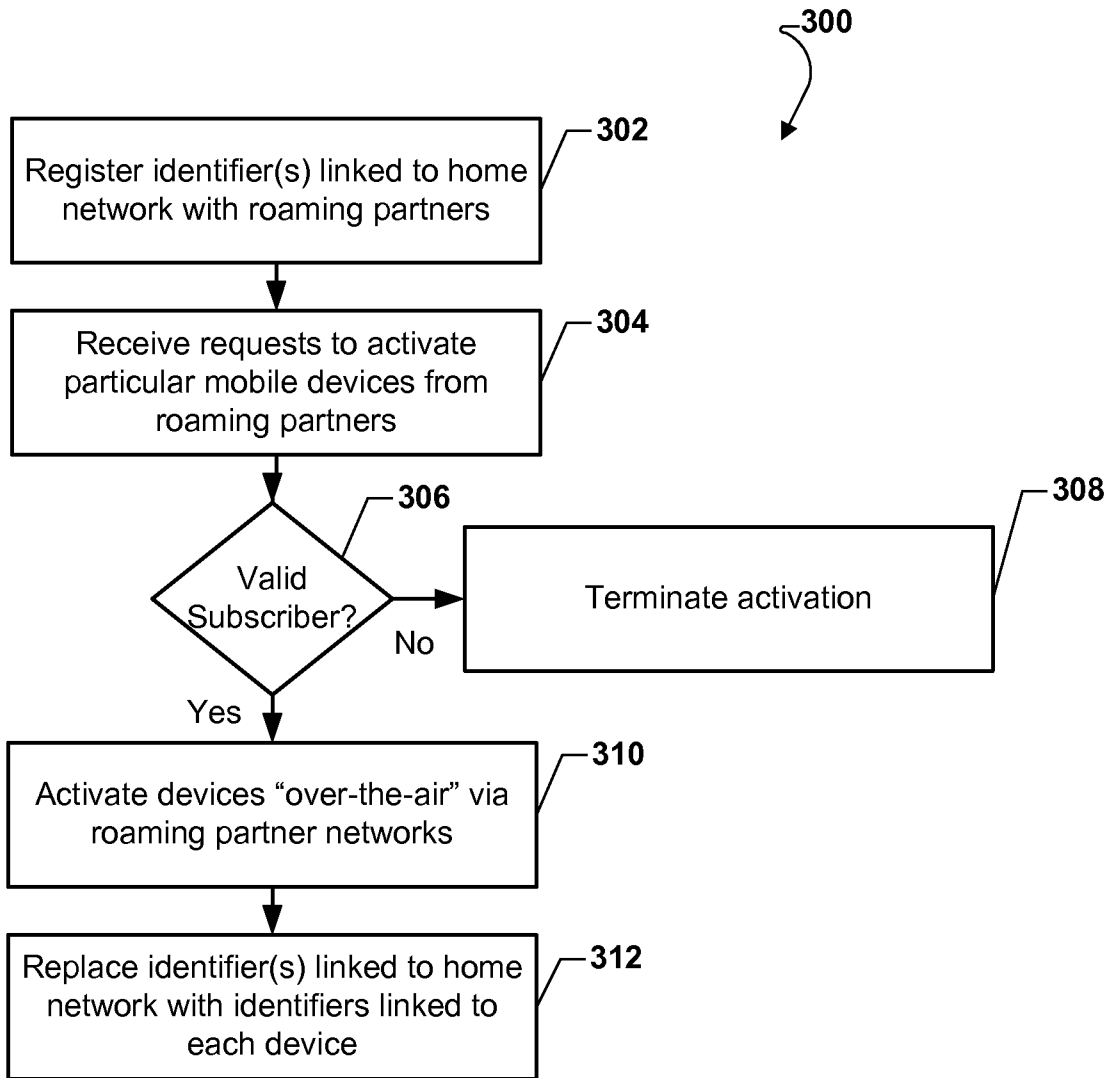 300
302
Register identifier(s) linked to home
network with roaming partners
304
Receive requests to activate
particular mobile devices from
roaming partners
306
308
Valid
Subscriber?
Terminate activation
No
Yes
310
Activate devices “over-the-air” via
roaming partner networks
312
Replace identifier(s) linked to home
network with identifiers linked to
each device